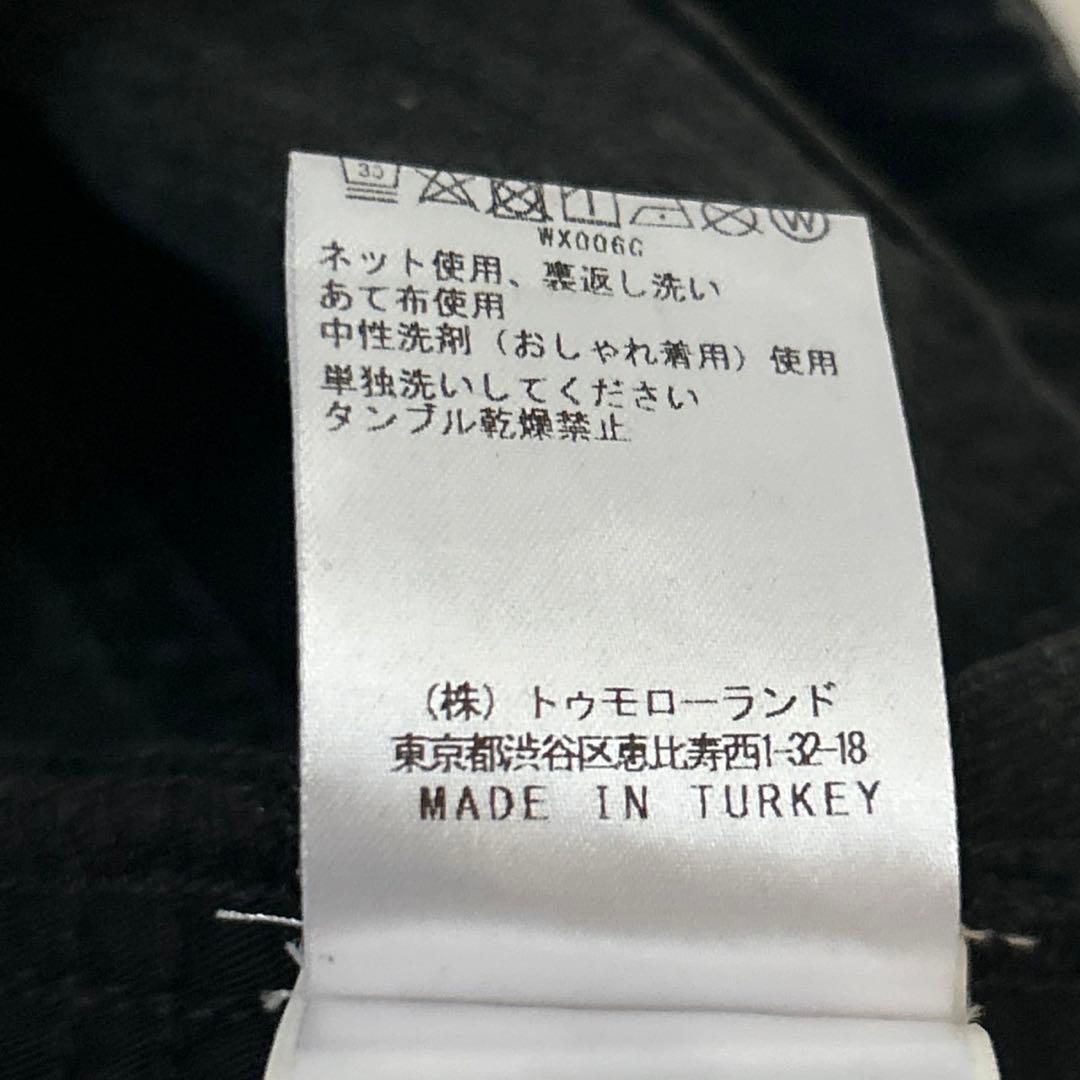 30
W
WX006G
ネット使用、裏返し洗い
あて布使用
中性洗剤（おしゃれ着用）使用
単独洗いしてください
タンブル乾燥禁止
（株）トゥモローランド
東京都渋谷区恵比寿西1-32-18
MADE IN TURKEY